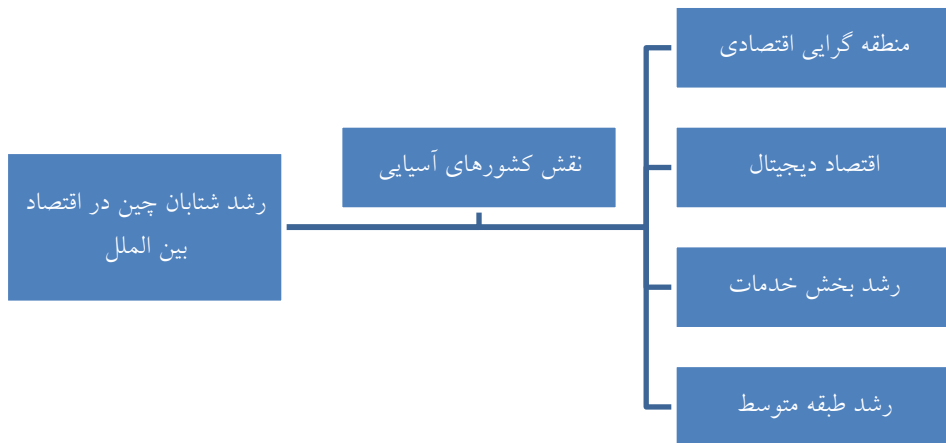 منطقه گرایی اقتصادی
نقش کشورهای آسیایی
اقتصاد دیجیتال
رشد شتابان چین در اقتصاد
بین الملل
رشد بخش خدمات
رشد طبقه متوسط